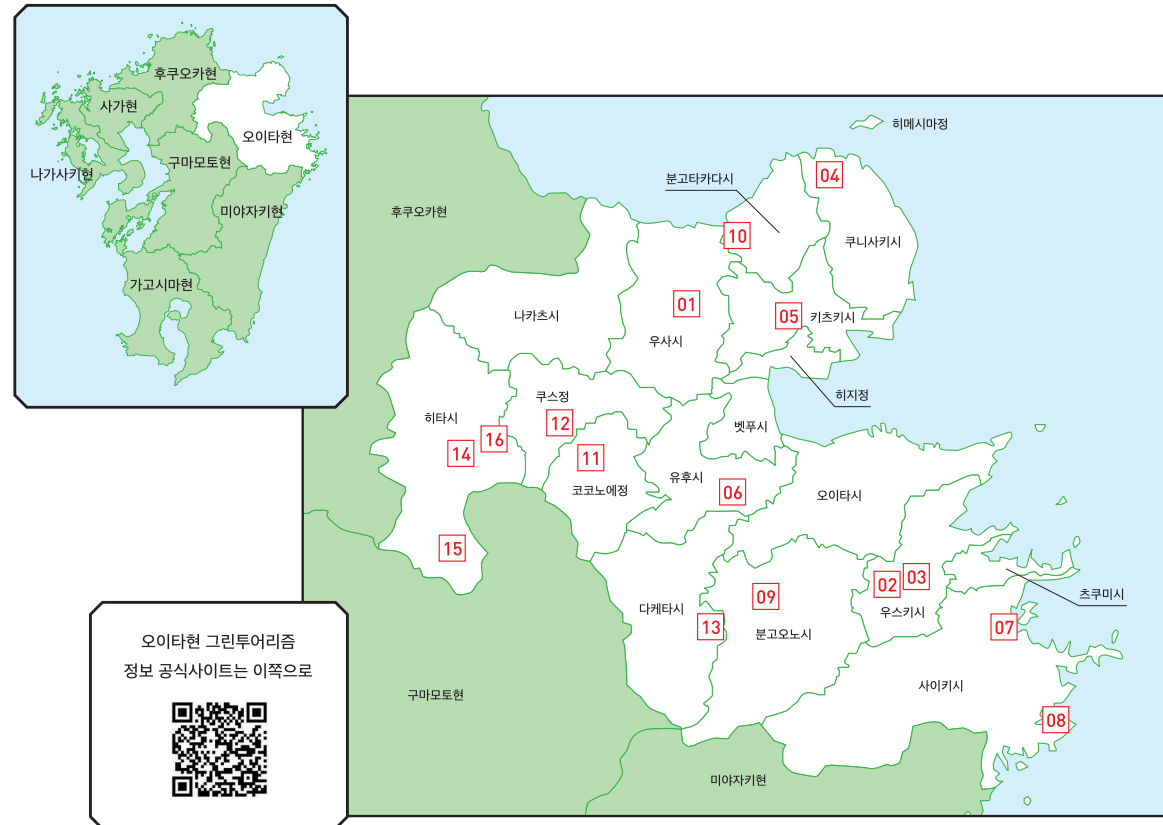 후쿠오카현
사가현
오이타현
나가사키현
구마모토현
미야자키현
가고시마현
히메시마정
분고타카다시
04
후쿠오카현
10
쿠니사키시
01
05
키츠키시
나카츠시
우사시
히지정
쿠스정
히타시
12
벳푸시
16
14
11
유후시
코코노에정
06
오이타시
15
02
03
09
다케타시
13
분고오노시
우스키시
츠쿠미시
07
사이키시
08
구마모토현
미야자키현
오이타현 그린투어리즘
정보 공식사이트는 이쪽으로